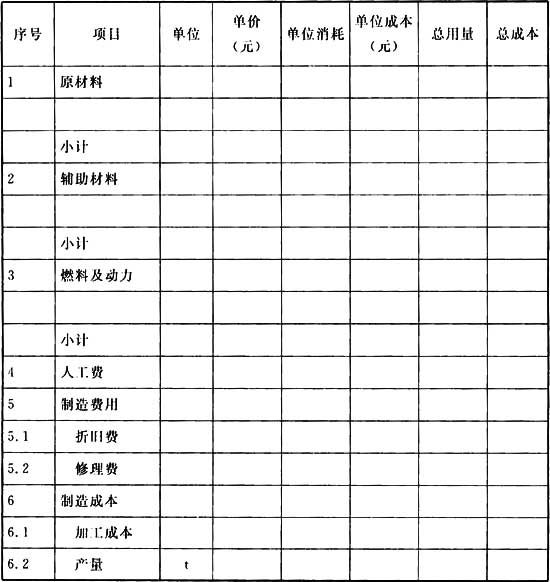 序号 项目 单位 单价（元） 单位消耗 单位成本（元） 总用量 总成本
1 原材料
小计
2 辅助材料
小计
3 燃料及动力
小计
4 人工费
5 制造费用
5.1 折旧费
5.2 修理费
6 制造成本
6.1 加工成本
6.2 产量 t